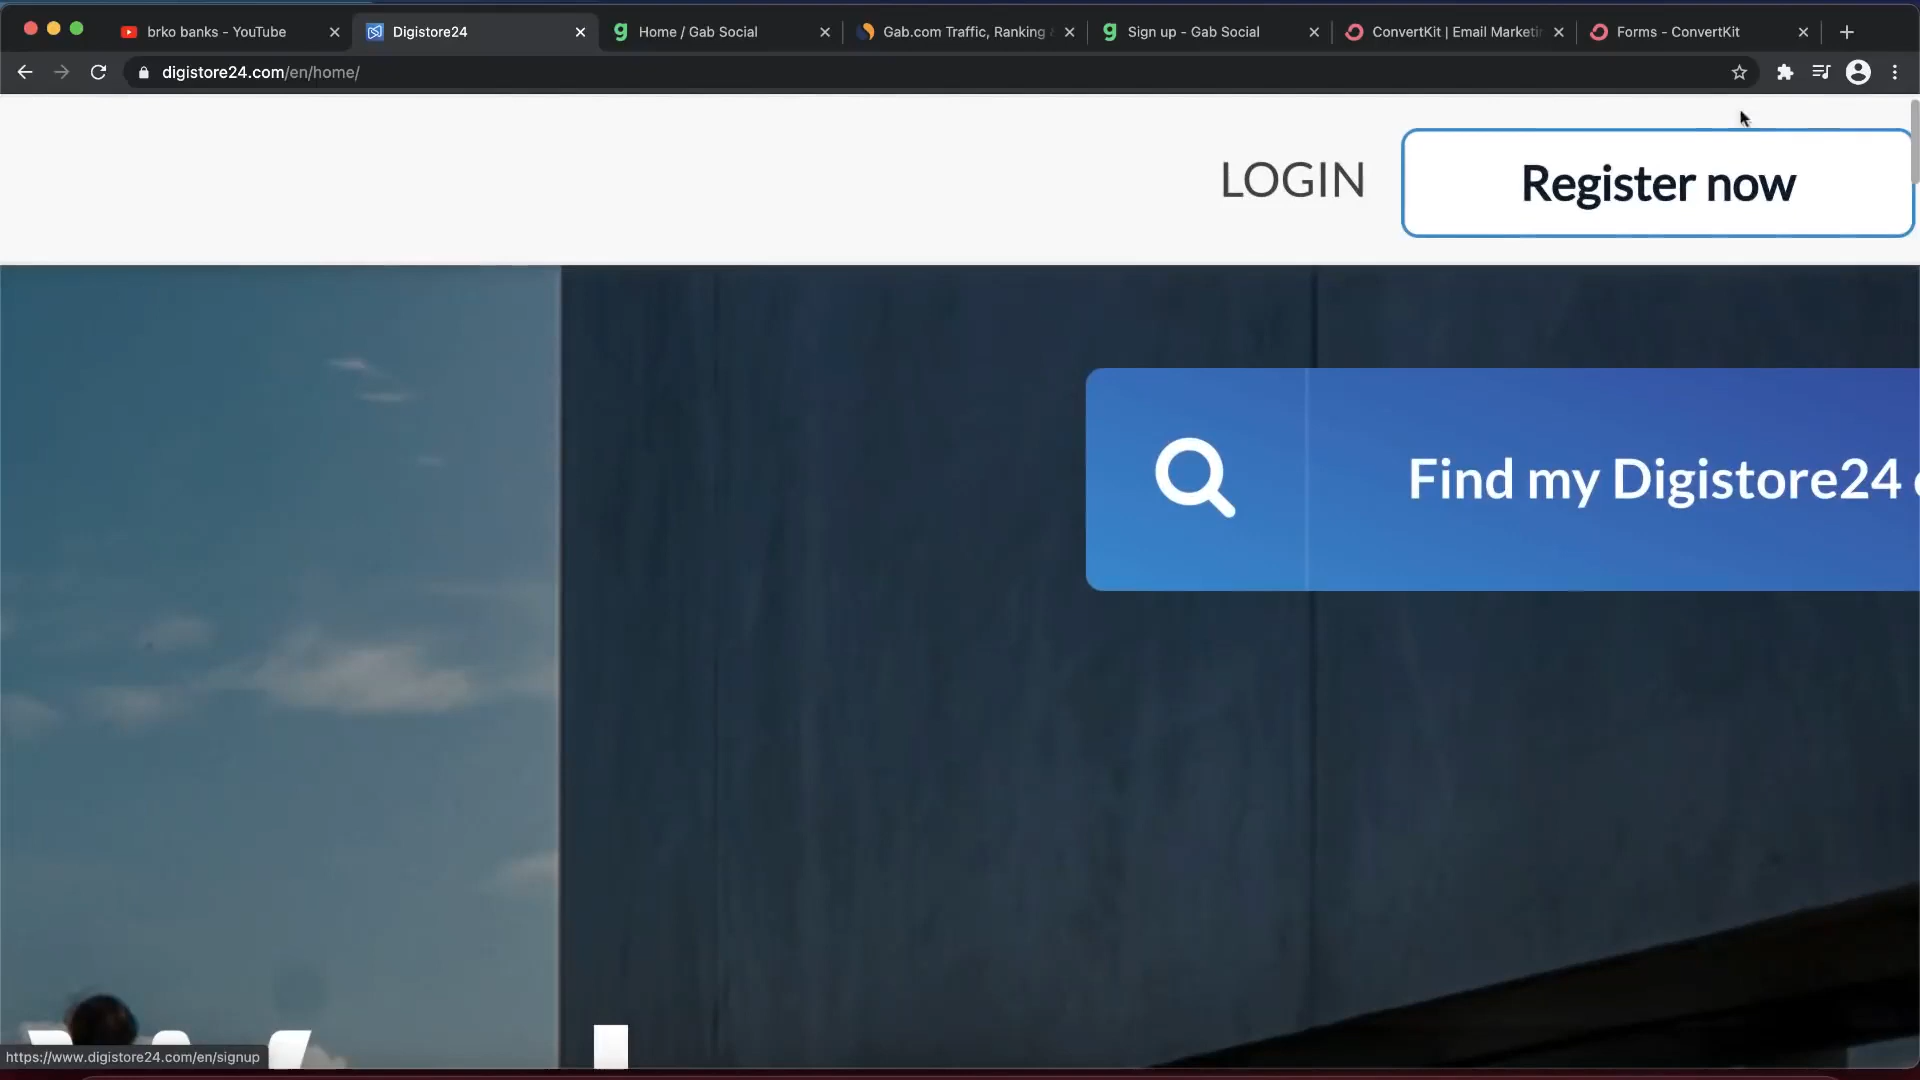 brko banks - YouTube
Digistore24
Home / Gab Social
Gab.com Traffic, Ranking
Sign up - Gab Social
ConvertKit | Email Marketi
Forms - ConvertKit
digistore24.com/en/home/
LOGIN
Register now
Find my Digistore24
https://www.digistore24.com/en/signup